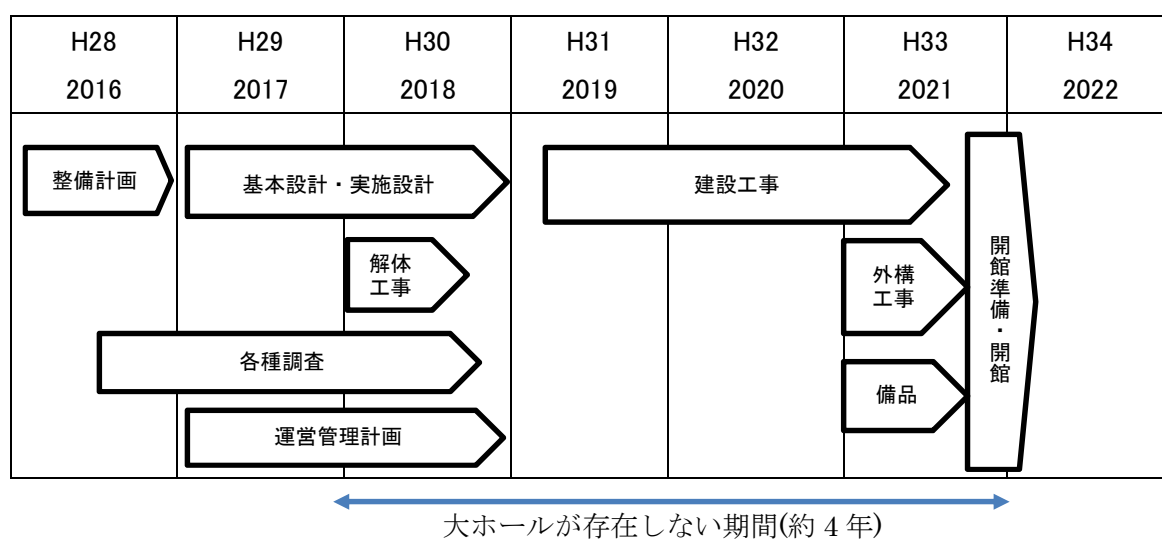 H28 H29 H30 H31 H32 H33 H34
2016 2017 2018 2019 2020 2021 2022
整備計画
基本設計・実施設計
建設工事
解体
工事
外構
工事
開館準備・開館
各種調査
備品
運営管理計画
大ホールが存在しない期間(約 4 年)